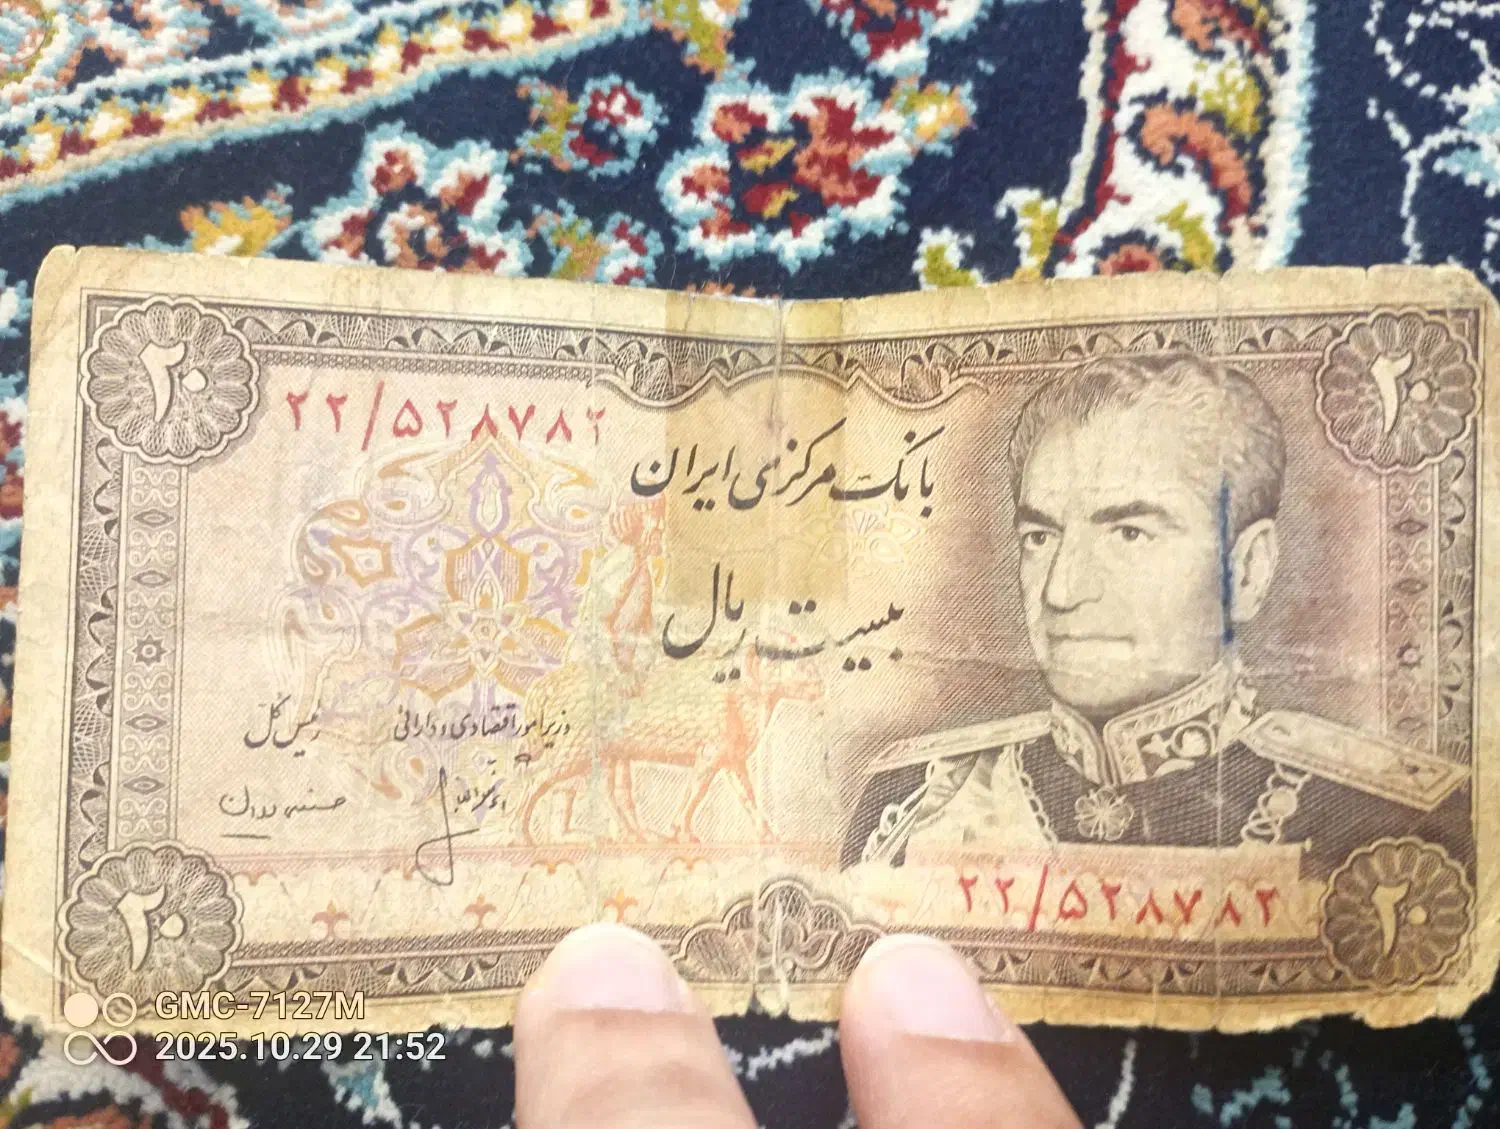 ۲۰
۲۰
۲۲/۵۲۸۷۸۲
بانک مرکزی ایران
بیست ریال
وزیر امور اقتصادی و دارائی
رئیس کل
۲۲/۵۲۸۷۸۲
۲۰
۲۰
GMC-7127M
2025.10.29 21:52